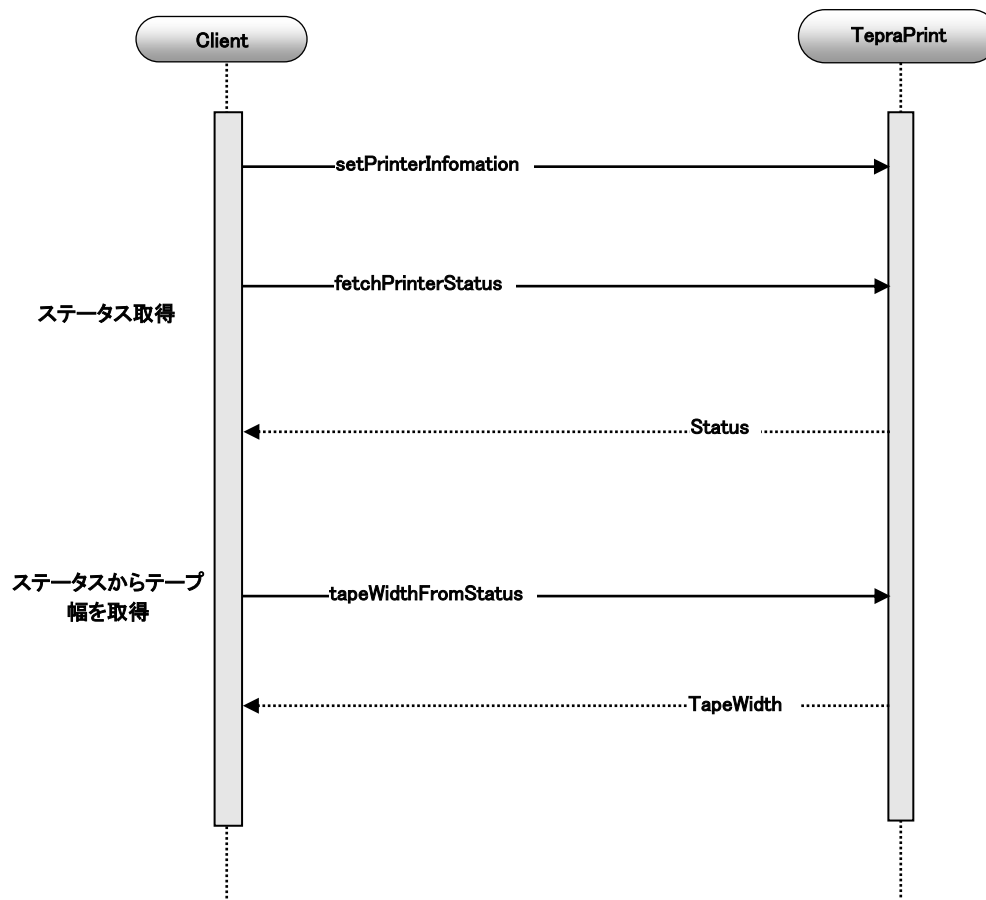 Client
TepraPrint
setPrinterInfomation
fetchPrinterStatus
ステータス取得
Status
ステータスからテープ
幅を取得
tapeWidthFromStatus
TapeWidth